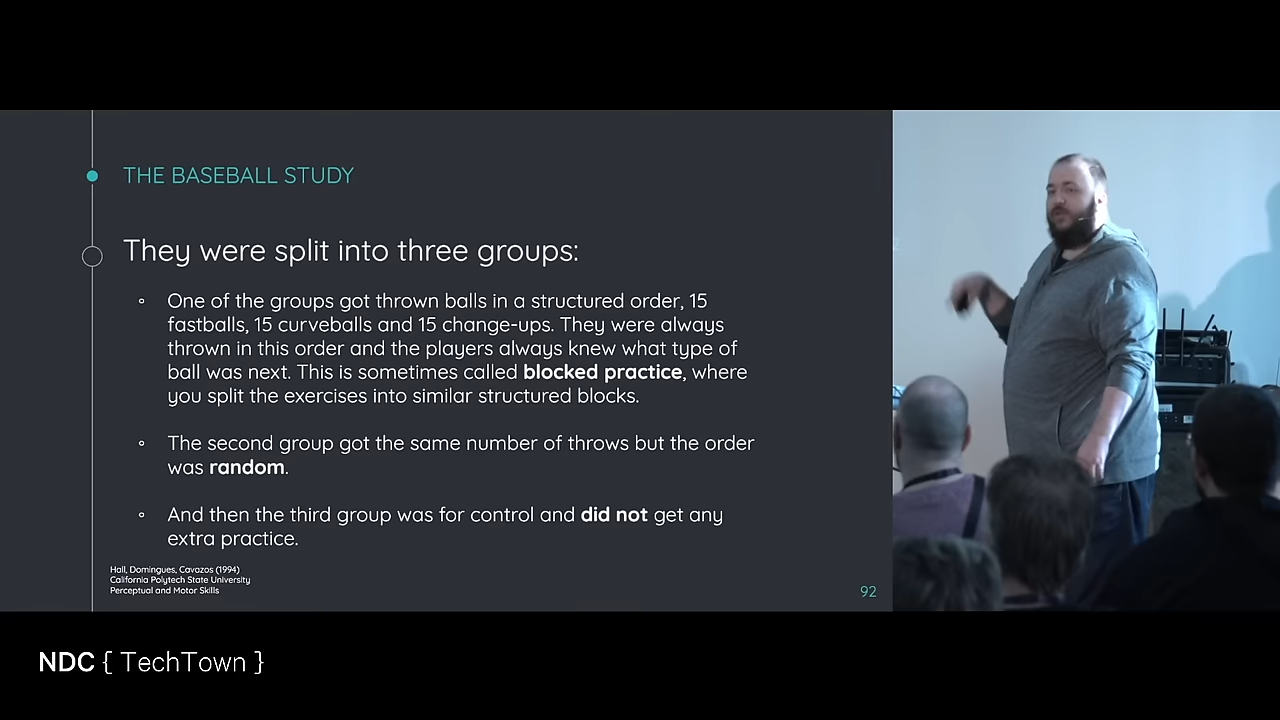 THE BASEBALL STUDY
They were split into three groups:
One of the groups got thrown balls in a structured order, 15
fastballs, 15 curveballs and 15 change-ups. They were always
thrown in this order and the players always knew what type of
ball was next. This is sometimes called blocked practice, where
you split the exercises into similar structured blocks.
The second group got the same number of throws but the order
was random.
And then the third group was for control and did not get any
extra practice.
Hall, Domingues, Cavazos (1994)
California Polytech State University
Perceptual and Motor Skills
92
NDC { TechTown }